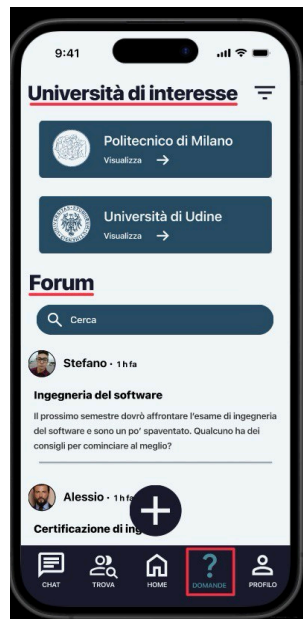 9:41
Università di interesse
Politecnico di Milano
Visualizza →
Università di Udine
Visualizza →
Forum
Cerca
Stefano · 1 h fa
Ingegneria del software
Il prossimo semestre dovrò affrontare l'esame di ingegneria
del software e sono un po' spaventato. Qualcuno ha dei
consigli per cominciare al meglio?
Alessio · 1 h fa
Certificazione di
CHAT TROVA HOME DOMANDE PROFILO